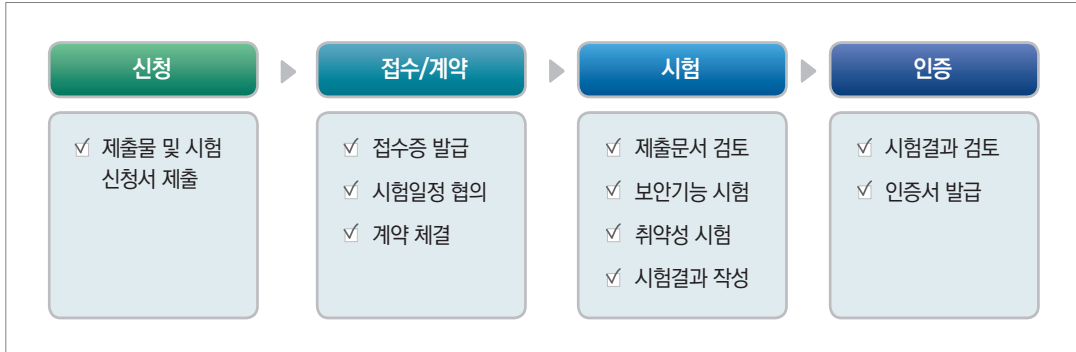 신청
제출물 및 시험
신청서 제출
접수/계약
접수증 발급
시험일정 협의
계약 체결
시험
제출문서 검토
보안기능 시험
취약성 시험
시험결과 작성
인증
시험결과 검토
인증서 발급